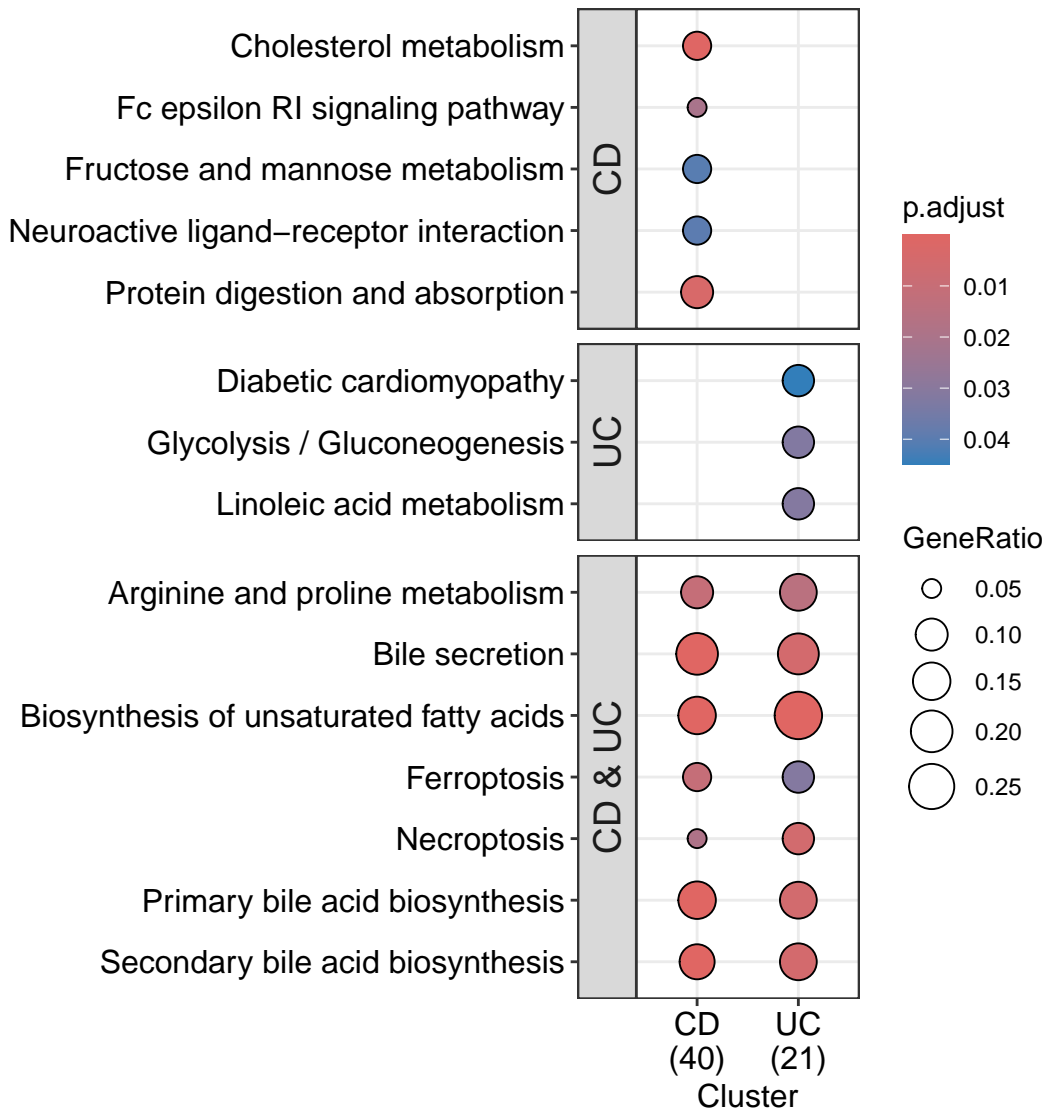 Cholesterol metabolism
Fc epsilon RI signaling pathway
Fructose and mannose metabolism
Neuroactive ligand−receptor interaction
Protein digestion and absorption
CD
Diabetic cardiomyopathy
Glycolysis / Gluconeogenesis
Linoleic acid metabolism
UC
Arginine and proline metabolism
Bile secretion
Biosynthesis of unsaturated fatty acids
Ferroptosis
Necroptosis
Primary bile acid biosynthesis
Secondary bile acid biosynthesis
CD & UC
CD
(40)
UC
(21)
Cluster
p.adjust
0.01
0.02
0.03
0.04
GeneRatio
0.05
0.10
0.15
0.20
0.25